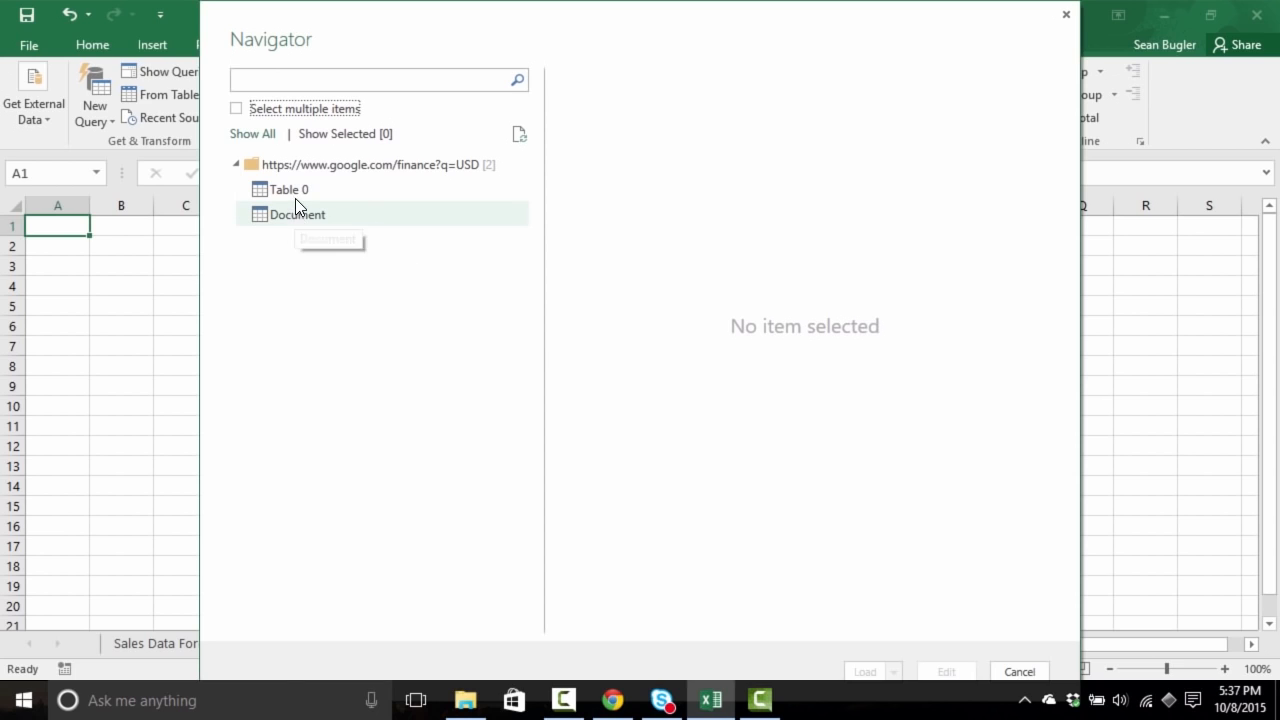 File
Home
Insert
Sean Bugler
Share
Get External
Data
New
Query
Show Quer
From Table
Recent Sou
Get & Transform
oup
otal
line
Navigator
Select multiple items
Show All | Show Selected [0]
https://www.google.com/finance?q=USD [2]
Table 0
Document
Document
No item selected
Load
Edit
Cancel
A1
A B C
Q R S
1
2
3
4
5
6
7
8
9
10
11
12
13
14
15
16
17
18
19
20
21
Sales Data For
Ready
100%
Ask me anything
5:37 PM
10/8/2015